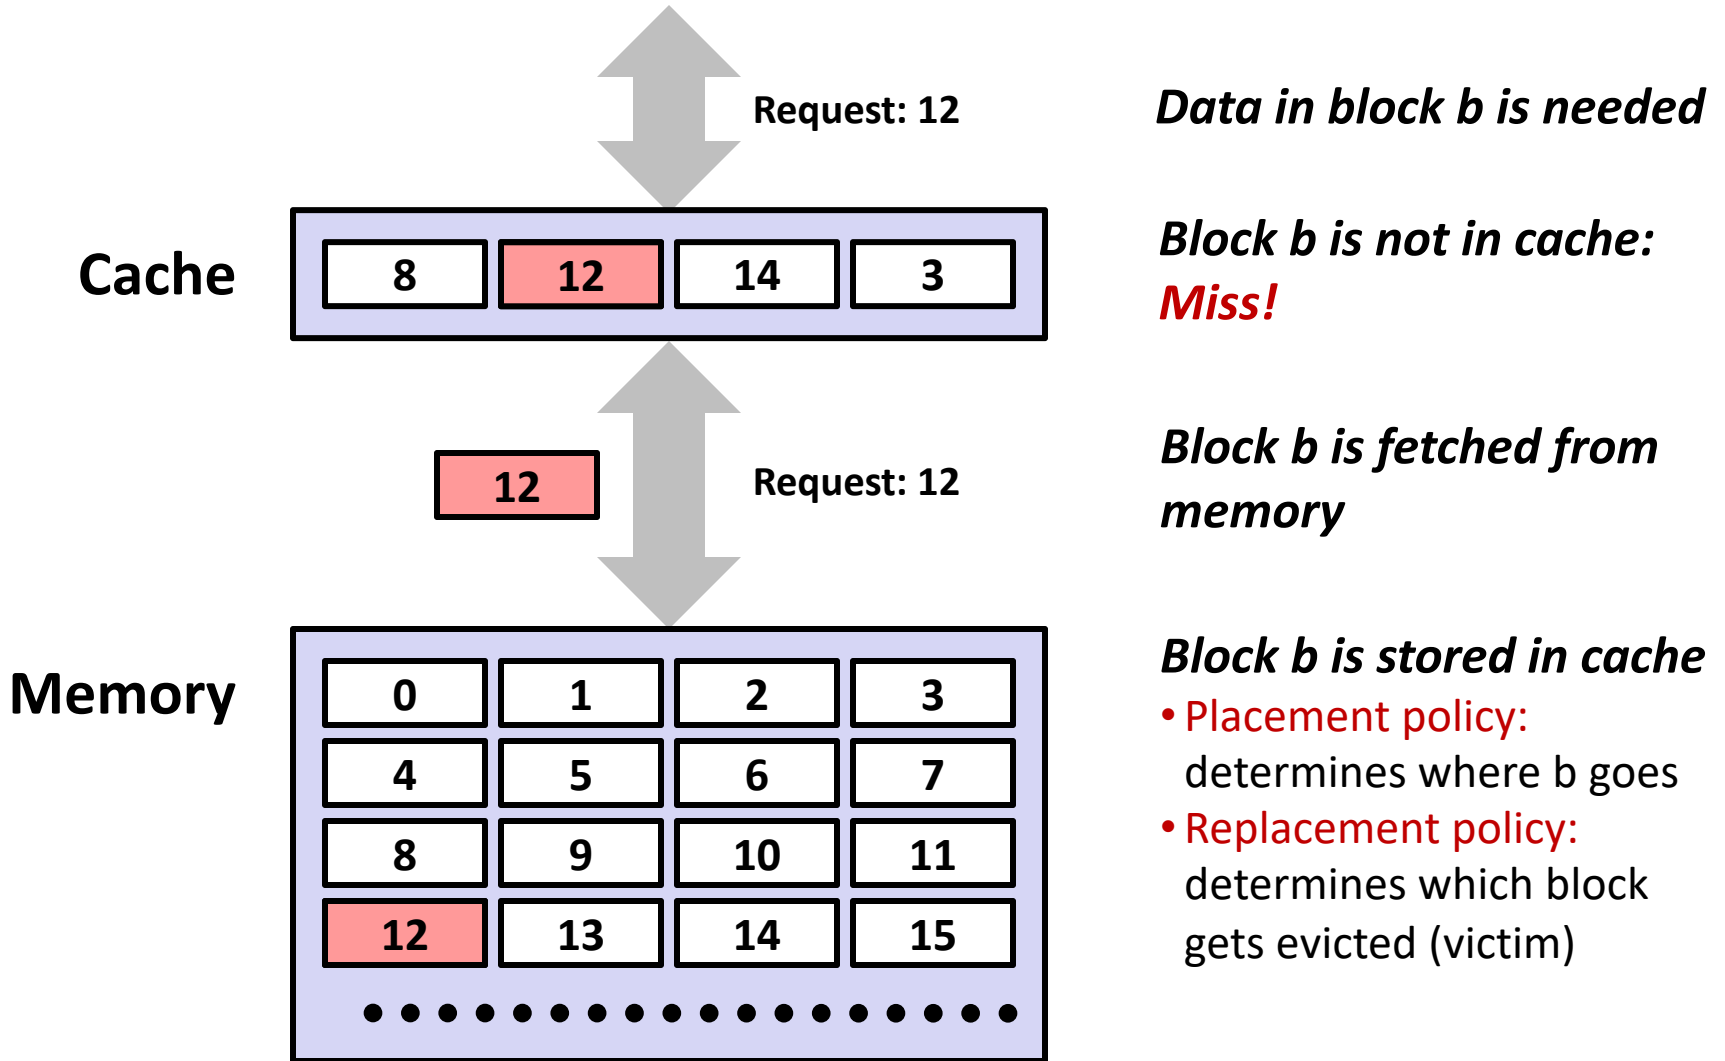 Request: 12
Data in block b is needed
Cache
8 12 14 3
Block b is not in cache:
Miss!
12
Request: 12
Block b is fetched from
memory
Memory
0 1 2 3
4 5 6 7
8 9 10 11
12 13 14 15
Block b is stored in cache
• Placement policy:
determines where b goes
• Replacement policy:
determines which block
gets evicted (victim)